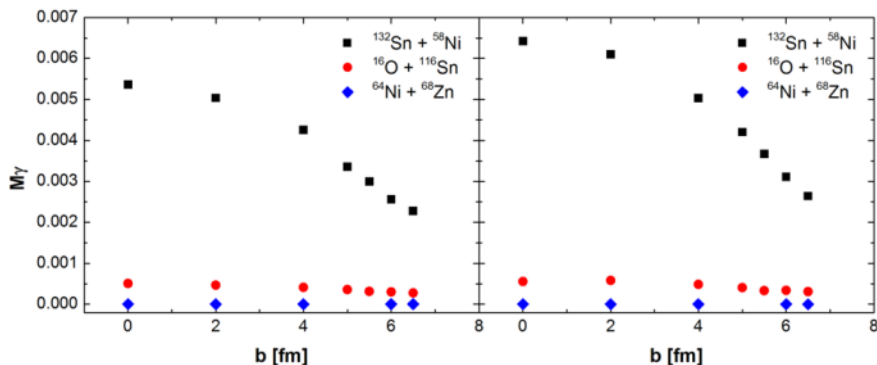 0.007
0.006
0.005
0.004
0.003
0.002
0.001
0.000
Mγ
¹³²Sn + ⁵⁸Ni
¹⁶O + ¹¹⁶Sn
⁶⁴Ni + ⁶⁸Zn
0 2 4 6 8
b [fm]
¹³²Sn + ⁵⁸Ni
¹⁶O + ¹¹⁶Sn
⁶⁴Ni + ⁶⁸Zn
0 2 4 6 8
b [fm]